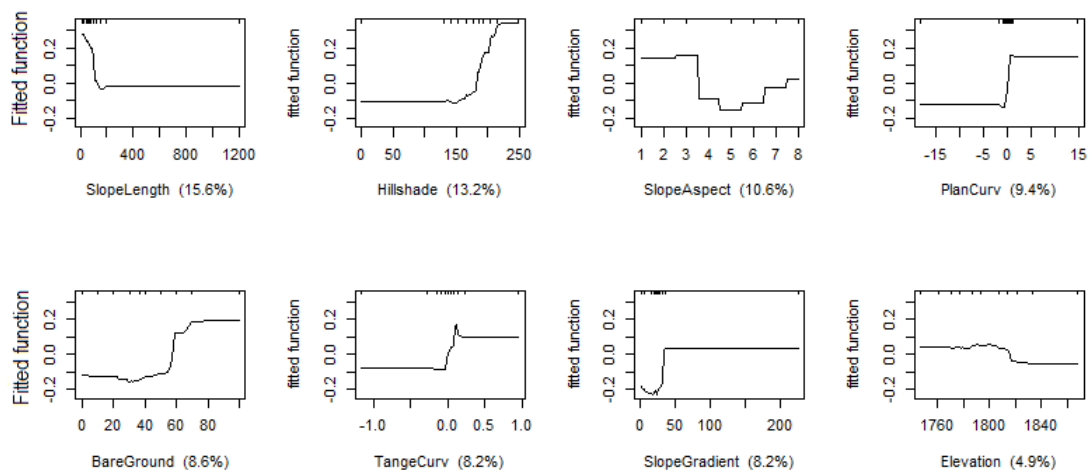 Fitted function
-0.2 0.0 0.2
0 400 800 1200
SlopeLength (15.6%)
fitted function
-0.2 0.0 0.2
0 50 150 250
Hillshade (13.2%)
fitted function
-0.2 0.0 0.2
1 2 3 4 5 6 7 8
SlopeAspect (10.6%)
fitted function
-0.2 0.0 0.2
-15 -5 0 5 15
PlanCurv (9.4%)
Fitted function
-0.2 0.0 0.2
0 20 40 60 80
BareGround (8.6%)
fitted function
-0.2 0.0 0.2
-1.0 0.0 0.5 1.0
TangeCurv (8.2%)
fitted function
-0.2 0.0 0.2
0 50 100 200
SlopeGradient (8.2%)
fitted function
-0.2 0.0 0.2
1760 1800 1840
Elevation (4.9%)